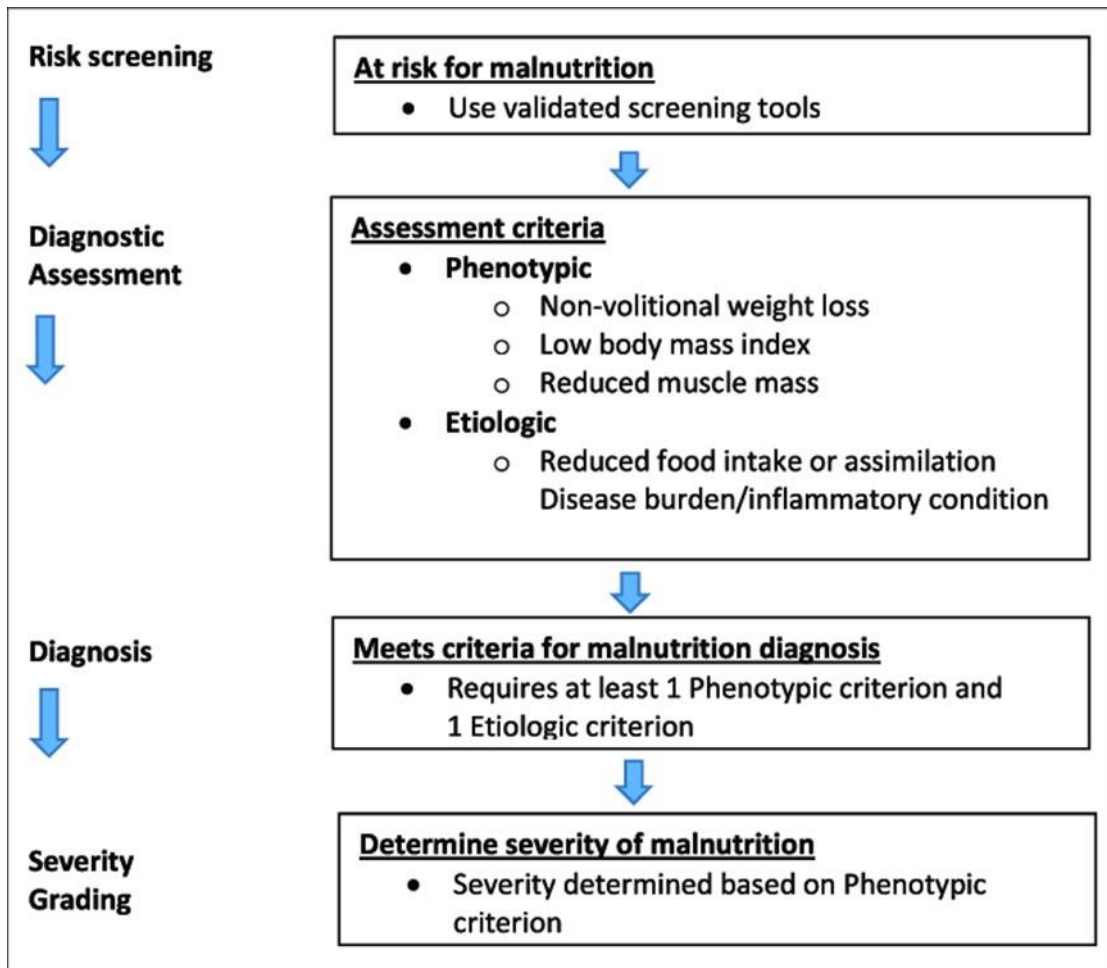 Risk screening
At risk for malnutrition
• Use validated screening tools
Diagnostic
Assessment
Assessment criteria
• Phenotypic
o Non-volitional weight loss
o Low body mass index
o Reduced muscle mass
• Etiologic
o Reduced food intake or assimilation
Disease burden/inflammatory condition
Diagnosis
Meets criteria for malnutrition diagnosis
• Requires at least 1 Phenotypic criterion and
1 Etiologic criterion
Severity
Grading
Determine severity of malnutrition
• Severity determined based on Phenotypic
criterion